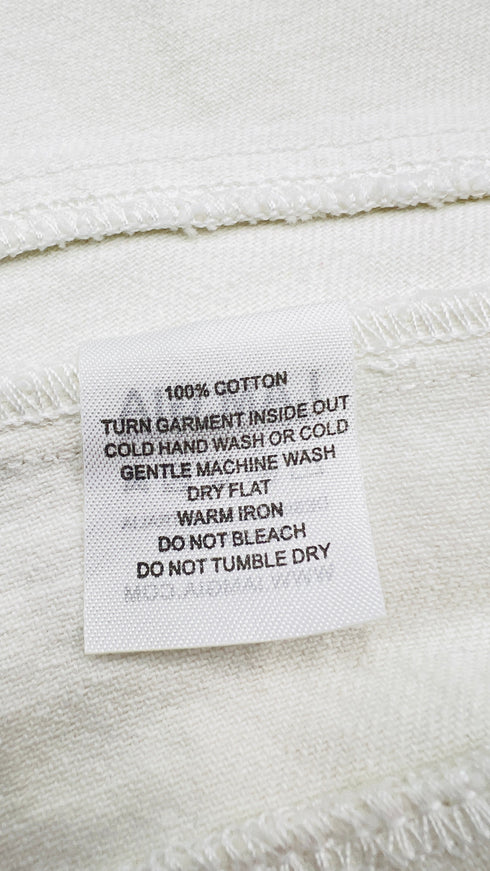 100% COTTON
TURN GARMENT INSIDE OUT
COLD HAND WASH OR COLD
GENTLE MACHINE WASH
DRY FLAT
WARM IRON
DO NOT BLEACH
DO NOT TUMBLE DRY